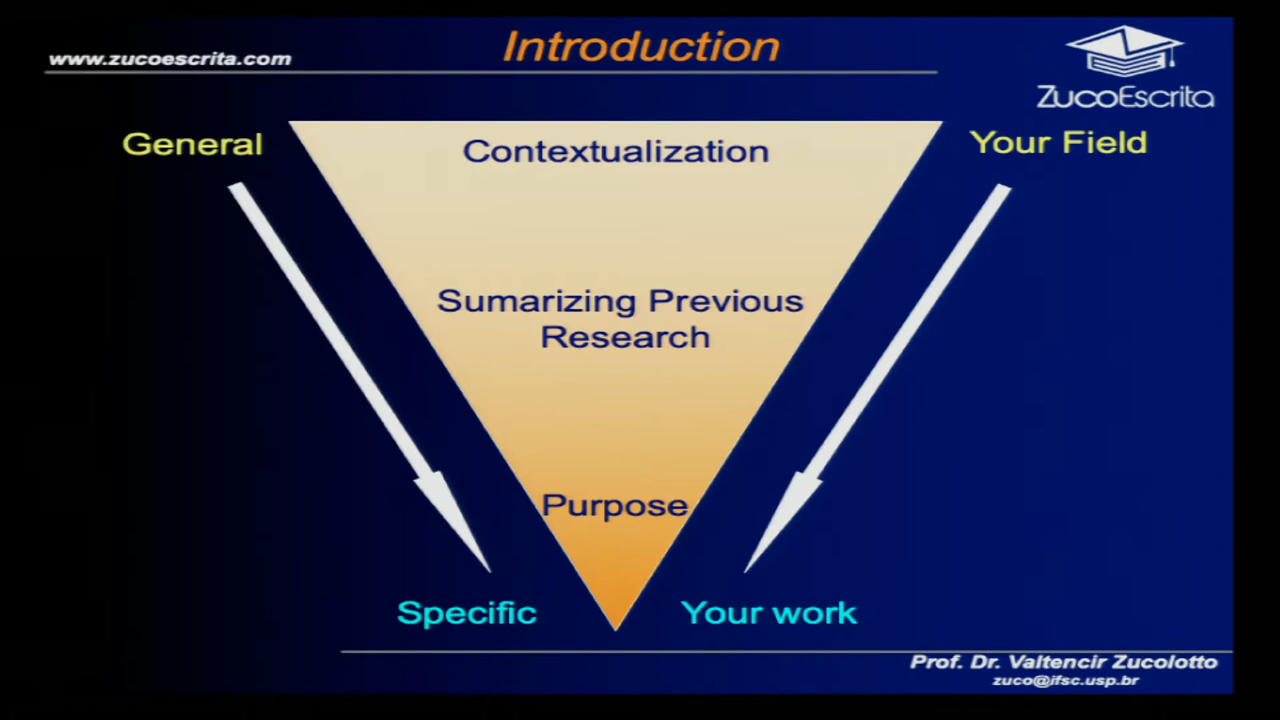 www.zucoescrita.com
Introduction
ZucoEscrita
General
Contextualization
Your Field
Sumarizing Previous
Research
Purpose
Specific
Your work
Prof. Dr. Valtencir Zucolotto
zuco@ifsc.usp.br